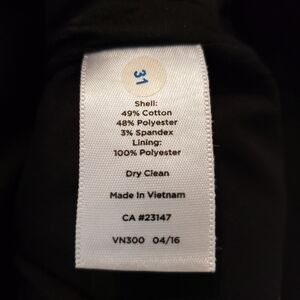 31
Shell:
49% Cotton
48% Polyester
3% Spandex
Lining:
100% Polyester
Dry Clean
Made In Vietnam
CA #23147
VN300 04/16